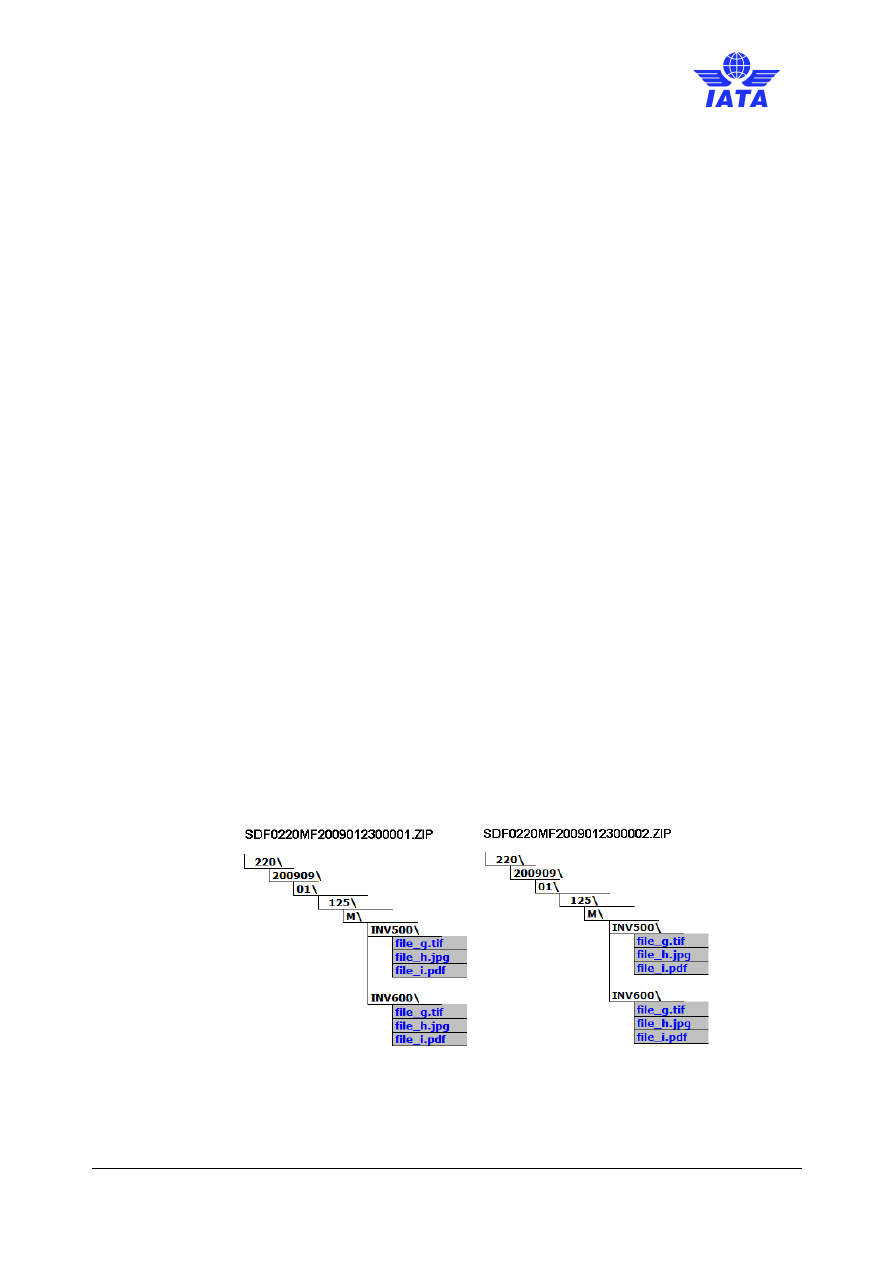 IATA
SDF0220MF2009012300001.ZIP
220\
200909\
01\
125\
M\
INV500\
file_g.tif
file_h.jpg
file_i.pdf
INV600\
file_g.tif
file_h.jpg
file_i.pdf
SDF0220MF2009012300002.ZIP
220\
200909\
01\
125\
M\
INV500\
file_g.tif
file_h.jpg
file_i.pdf
INV600\
file_g.tif
file_h.jpg
file_i.pdf